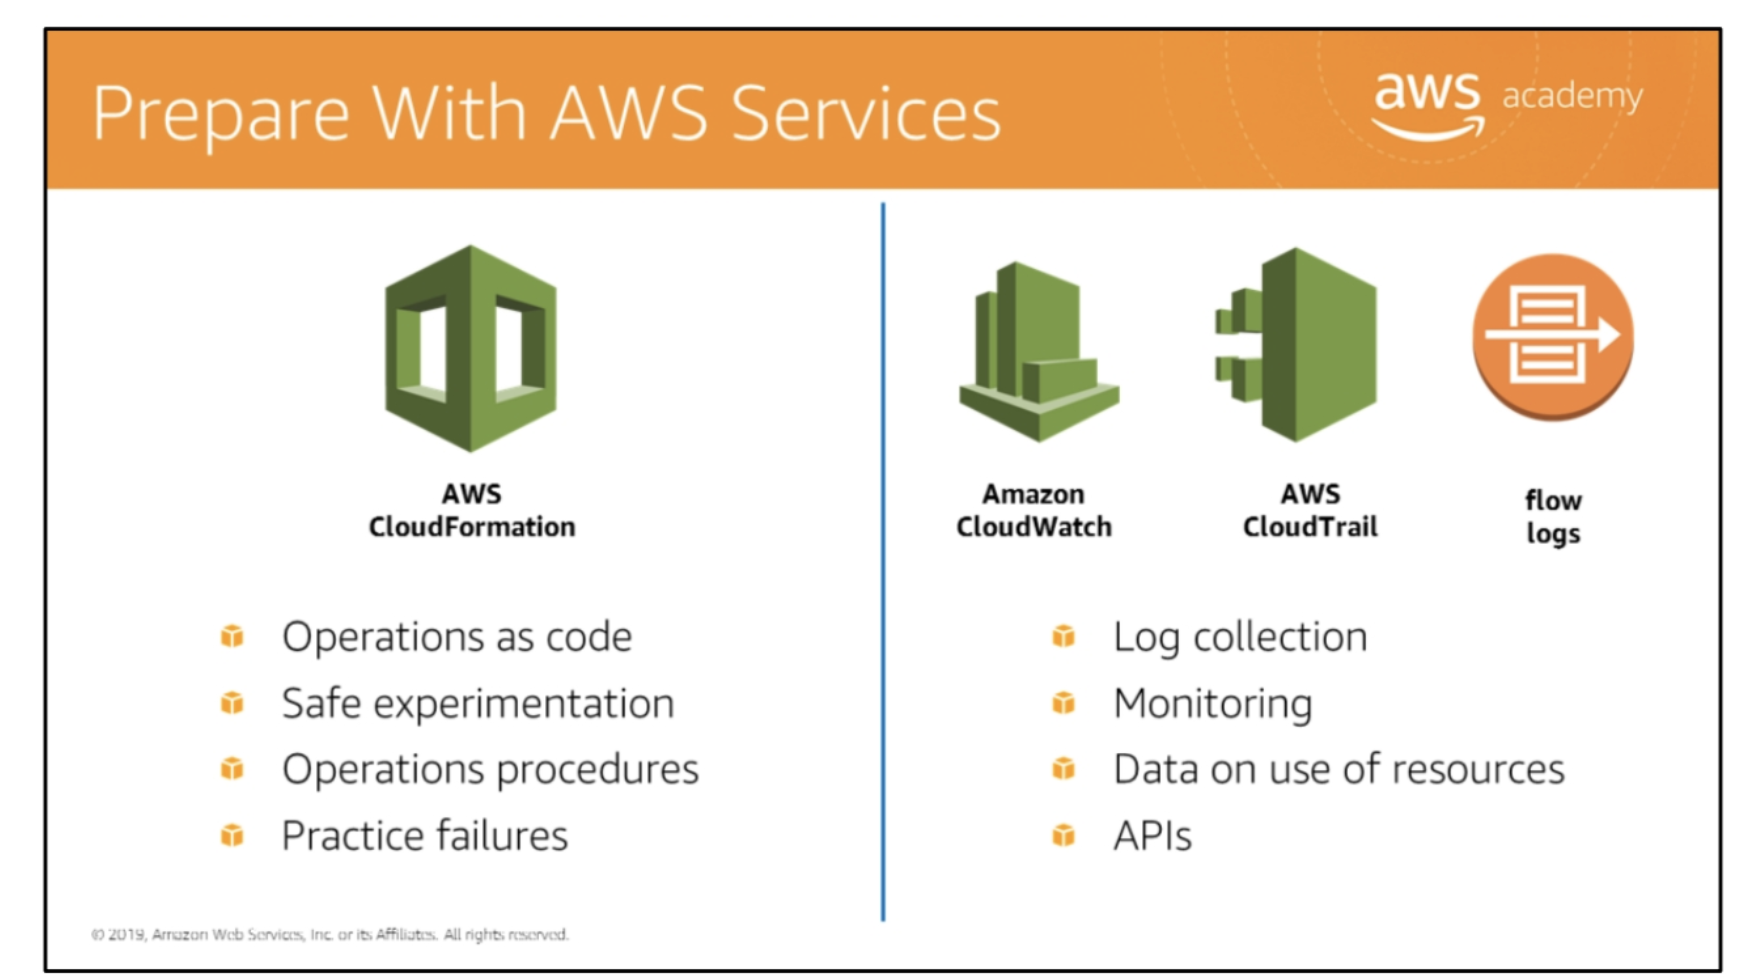 Prepare With AWS Services
aws academy
AWS
CloudFormation
Operations as code
Safe experimentation
Operations procedures
Practice failures
Amazon
CloudWatch
AWS
CloudTrail
flow
logs
Log collection
Monitoring
Data on use of resources
APIs
© 2019, Amazon Web Services, Inc. or its Affiliates. All rights reserved.